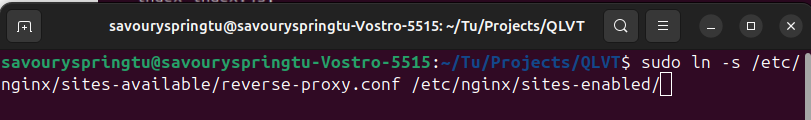 savouryspringtu@savouryspringtu-Vostro-5515: ~/Tu/Projects/QLVT
savouryspringtu@savouryspringtu-Vostro-5515:~/Tu/Projects/QLVT$ sudo ln -s /etc/
nginx/sites-available/reverse-proxy.conf /etc/nginx/sites-enabled/